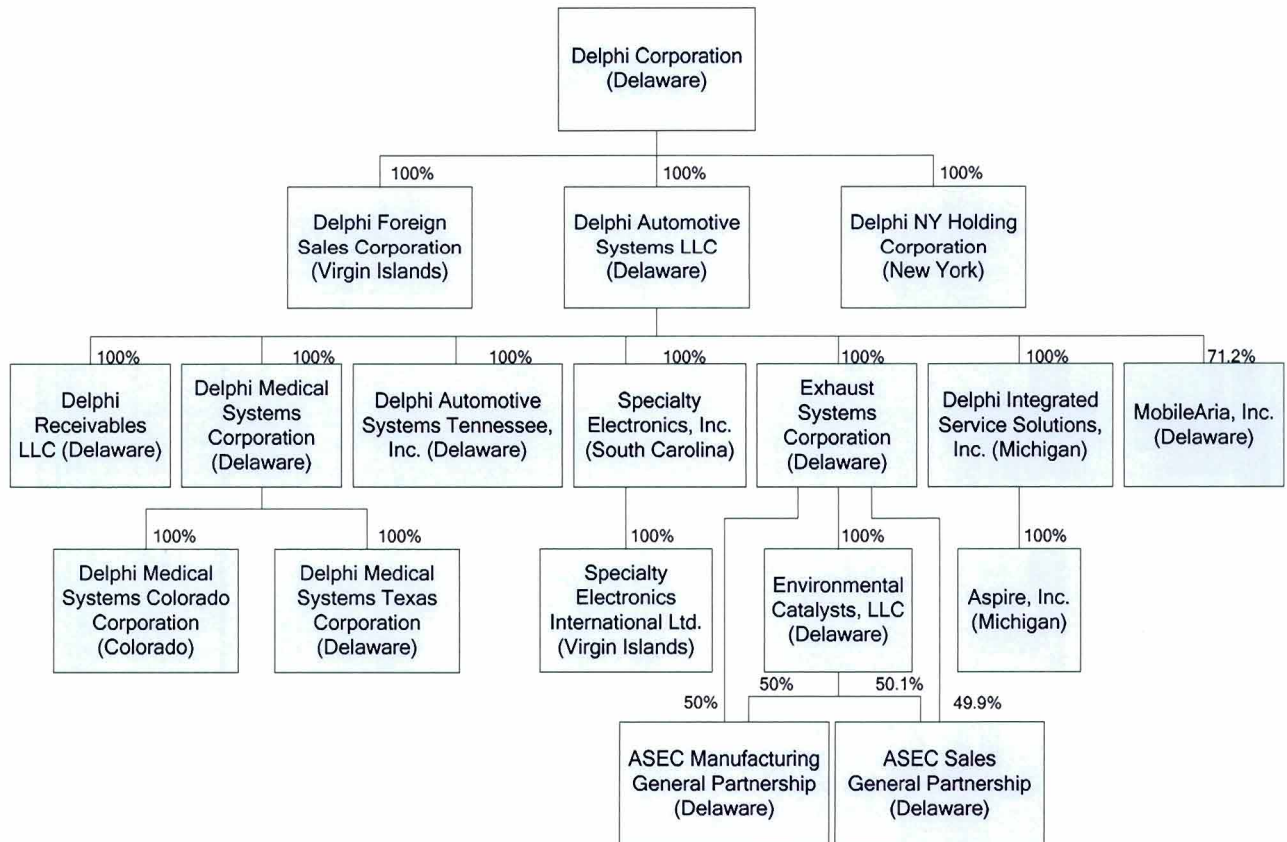 Delphi Corporation
(Delaware)
100%
100%
100%
Delphi Foreign
Sales Corporation
(Virgin Islands)
Delphi Automotive
Systems LLC
(Delaware)
Delphi NY Holding
Corporation
(New York)
100%
100%
100%
100%
100%
100%
71.2%
Delphi
Receivables
LLC (Delaware)
Delphi Medical
Systems
Corporation
(Delaware)
Delphi Automotive
Systems Tennessee,
Inc. (Delaware)
Specialty
Electronics, Inc.
(South Carolina)
Exhaust
Systems
Corporation
(Delaware)
Delphi Integrated
Service Solutions,
Inc. (Michigan)
MobileAria, Inc.
(Delaware)
100%
100%
100%
100%
100%
Delphi Medical
Systems Colorado
Corporation
(Colorado)
Delphi Medical
Systems Texas
Corporation
(Delaware)
Specialty
Electronics
International Ltd.
(Virgin Islands)
Environmental
Catalysts, LLC
(Delaware)
Aspire, Inc.
(Michigan)
50%
50.1%
50%
49.9%
ASEC Manufacturing
General Partnership
(Delaware)
ASEC Sales
General Partnership
(Delaware)